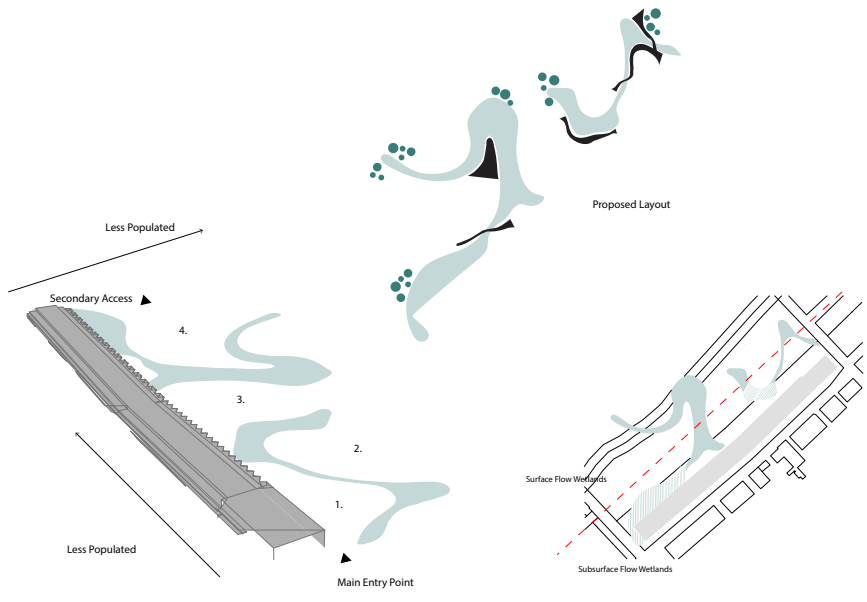 Proposed Layout
Less Populated
Secondary Access
4.
3.
2.
1.
Surface Flow Wetlands
Less Populated
Subsurface Flow Wetlands
Main Entry Point